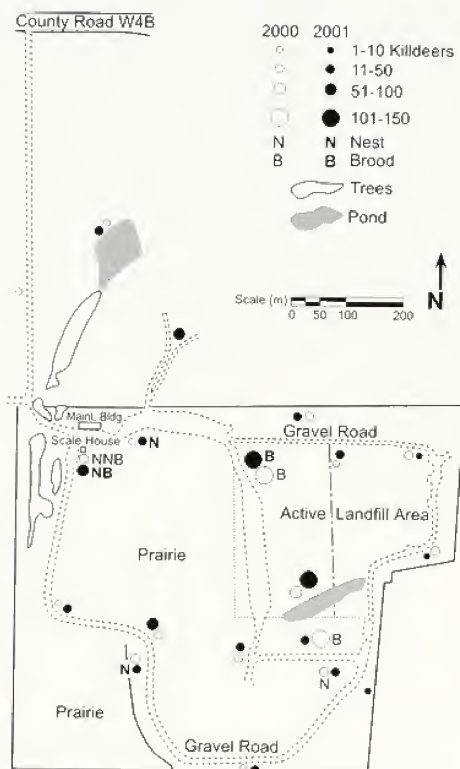 County Road W4B
2000 2001
1-10 Killdeers
11-50
51-100
101-150
N N Nest
B B Brood
Trees
Pond
N
Scale (m)
0 50 100 200
Maint. Bldg.
Scale House
N
NNB
NB
Gravel Road
B
B
Active Landfill Area
Prairie
B
N
N
Prairie
Gravel Road